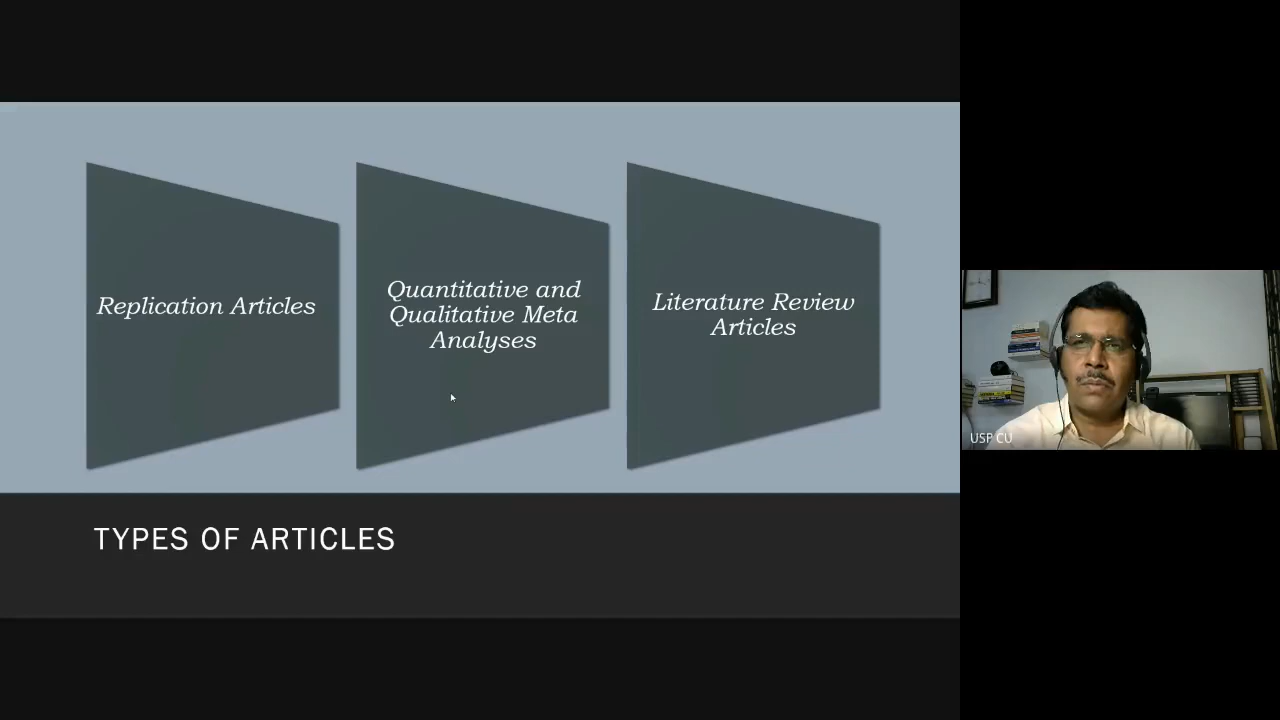 Replication Articles
Quantitative and
Qualitative Meta
Analyses
Literature Review
Articles
TYPES OF ARTICLES
USP CU